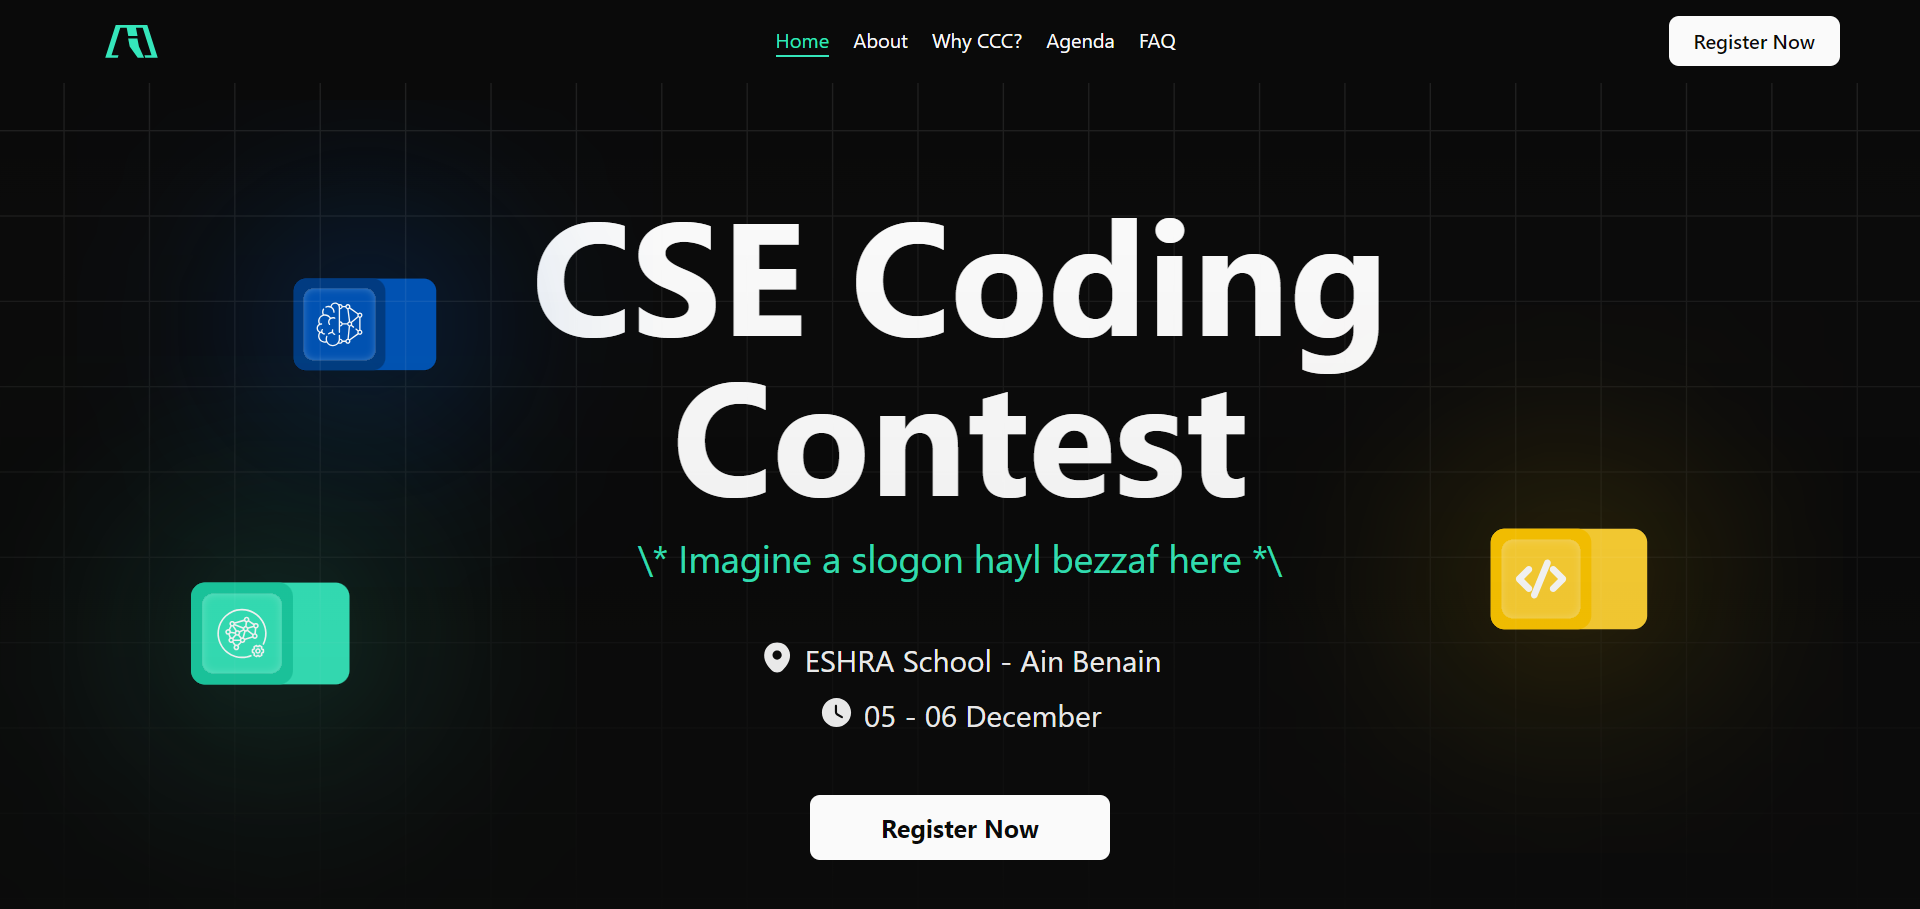 Home About Why CCC? Agenda FAQ
Register Now
CSE Coding
Contest
\* Imagine a slogon hayl bezzaf here *\
ESHRA School - Ain Benain
05 - 06 December
Register Now